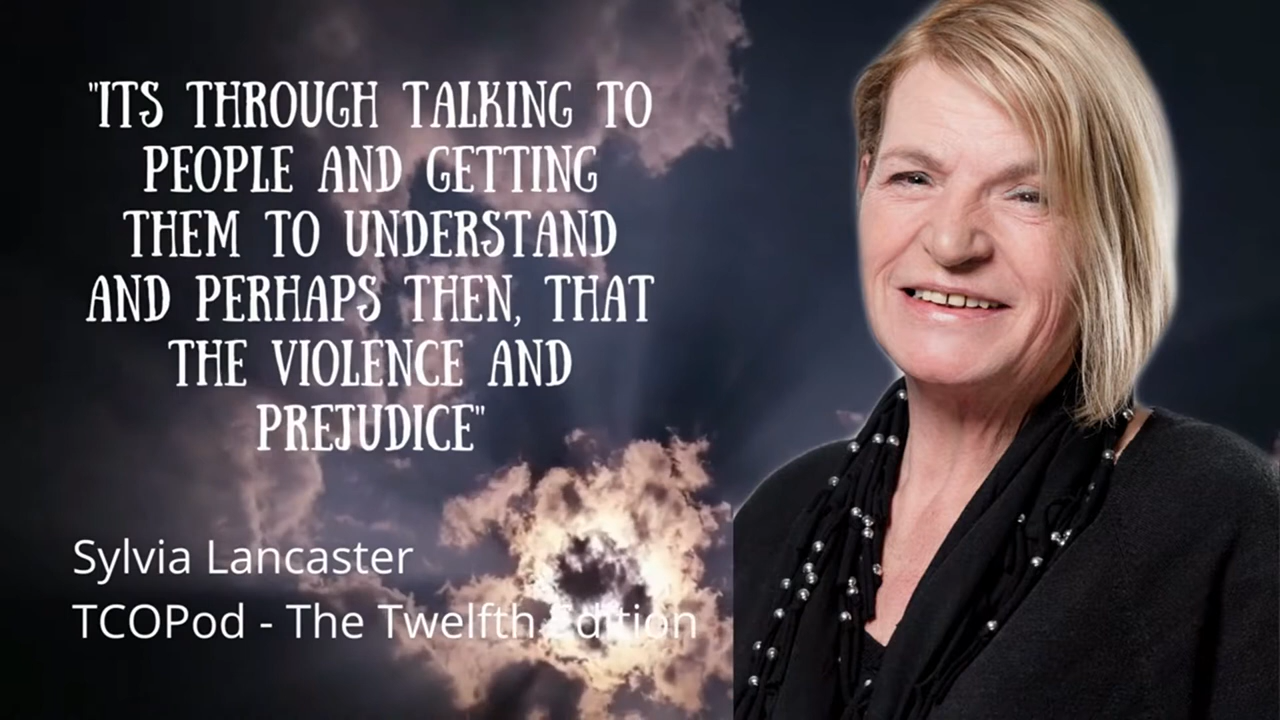 "ITS THROUGH TALKING TO
PEOPLE AND GETTING
THEM TO UNDERSTAND
AND PERHAPS THEN, THAT
THE VIOLENCE AND
PREJUDICE"
Sylvia Lancaster
TCOPod - The Twelfth Edition